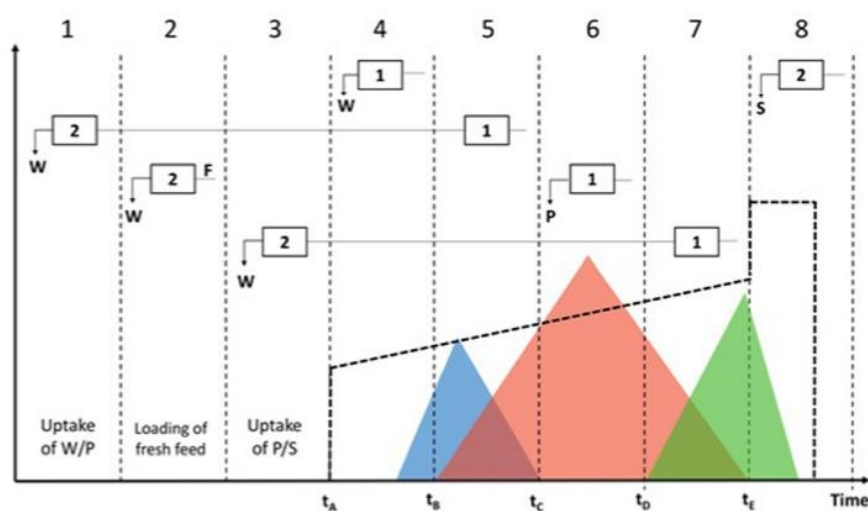 1 2 3 4 5 6 7 8
1 2
W S
2 1
W
2 F 1
W P
2 1
W
Uptake of W/P
Loading of fresh feed
Uptake of P/S
tA tB tC tD tE Time